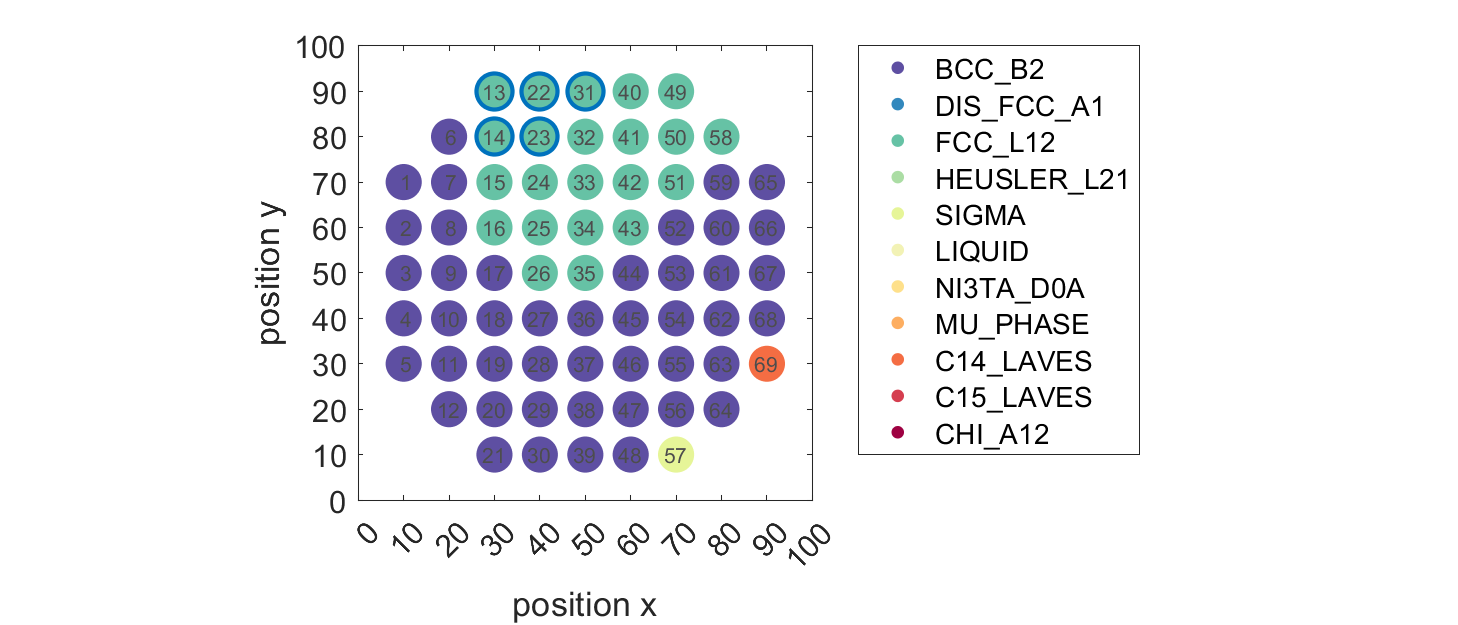 100
90
80
70
60
50
40
30
20
10
0
position y
13 22 31 40 49
6 14 23 32 41 50 58
1 7 15 24 33 42 51 59 65
2 8 16 25 34 43 52 60 66
3 9 17 26 35 44 53 61 67
4 10 18 27 36 45 54 62 68
5 11 19 28 37 46 55 63 69
12 20 29 38 47 56 64
21 30 39 48 57
0 10 20 30 40 50 60 70 80 90 100
position x
BCC_B2
DIS_FCC_A1
FCC_L12
HEUSLER_L21
SIGMA
LIQUID
NI3TA_D0A
MU_PHASE
C14_LAVES
C15_LAVES
CHI_A12